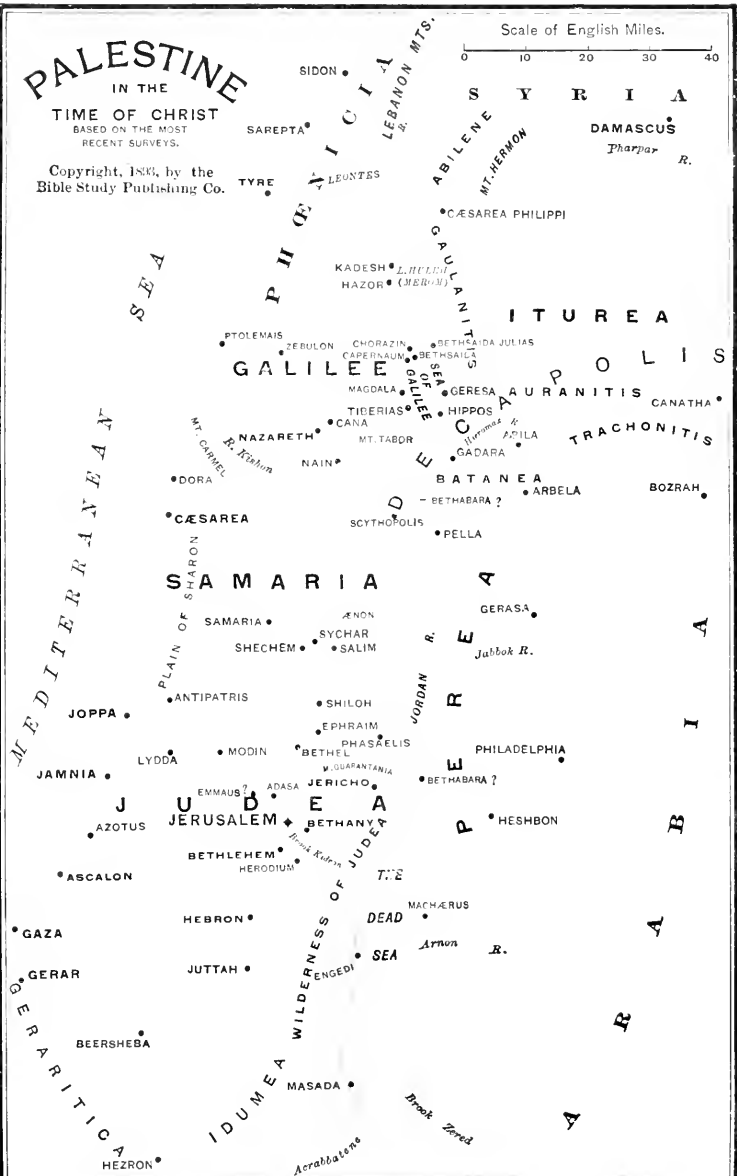 PALESTINE
IN THE
TIME OF CHRIST
BASED ON THE MOST
RECENT SURVEYS.
Copyright, 1893, by the
Bible Study Publishing Co.
Scale of English Miles.
0 10 20 30 40
SYRIA
SIDON
PHŒNICIA
LEBANON MTS.
R.
LEONTES
SAREPTA
ABILENE
MT. HERMON
DAMASCUS
Pharpar
R.
TYRE
CÆSAREA PHILIPPI
GAULANITIS
KADESH
L. HULEH
HAZOR
(MEROM)
MEDITERRANEAN SEA
ITUREA
PTOLEMAIS
ZEBULON
CHORAZIN
BETHSAIDA JULIAS
CAPERNAUM
BETHSAIDA
GALILEE
SEA OF GALILEE
DECAPOLIS
MAGDALA
GERESA
AURANITIS
CANATHA
TIBERIAS
HIPPOS
CANA
MT. CARMEL
R. Kishon
NAZARETH
MT. TABOR
R
TRACHONITIS
GADARA
NAIN
BATANEA
DORA
BETHABARA ?
ARBELA
BOZRAH
CÆSAREA
SCYTHOPOLIS
PELLA
PLAIN OF SHARON
SAMARIA
ÆNON
GERASA
SAMARIA
SYCHAR
SHECHEM
SALIM
JORDAN R.
Jabbok R.
PEREA
ARABIA
ANTIPATRIS
SHILOH
JOPPA
EPHRAIM
PHASAELIS
LYDDA
MODIN
BETHEL
PHILADELPHIA
M. QUARANTANIA
JAMNIA
EMMAUS ?
ADASA
JERICHO
BETHABARA ?
JUDEA
AZOTUS
JERUSALEM
BETHANY
HESHBON
Brook Kidron
BETHLEHEM
HERODIUM
WILDERNESS OF JUDEA
ASCALON
THE
DEAD
SEA
MACHÆRUS
HEBRON
GAZA
Arnon R.
GERAR
JUTTAH
ENGEDI
GERARITICA
BEERSHEBA
IDUMEA
MASADA
Brook Zered
Acrabbatene
HEZRON